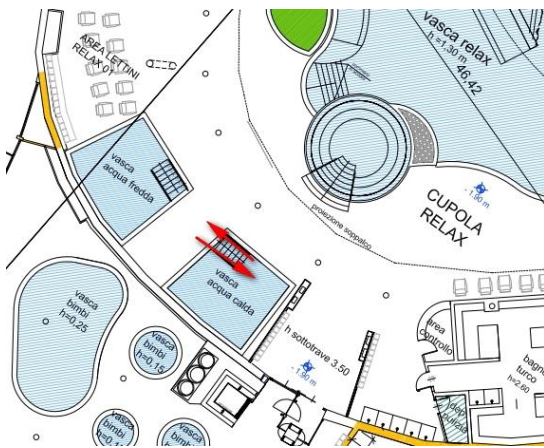 AREA LETTINI
RELAX 01
vasca relax
h=1,30 m
46,42
vasca
acqua fredda
proiezione soppalco
- 1.90 m
CUPOLA
RELAX
vasca
acqua calda
vasca
bimbi
h=0,25
vasca
bimbi
h=0,15
h sottotrave 3,50
- 1.90 m
area
controllo
bagno
turco
h=2.60
dep.
pulizia
vasca
bimbi
vasca
bimbi